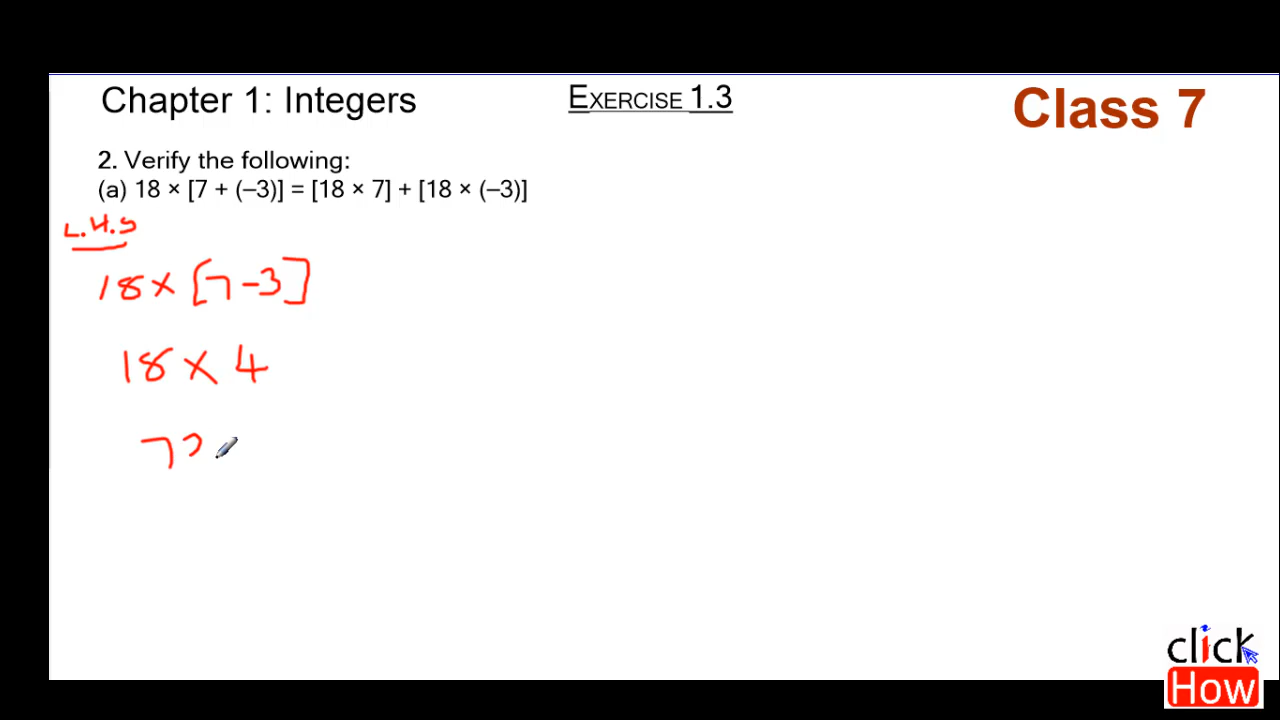 Chapter 1: Integers
EXERCISE 1.3
Class 7
2. Verify the following:
(a) 18 × [7 + (–3)] = [18 × 7] + [18 × (–3)]
L.H.S
18 × [7 - 3]
18 × 4
72
click
How